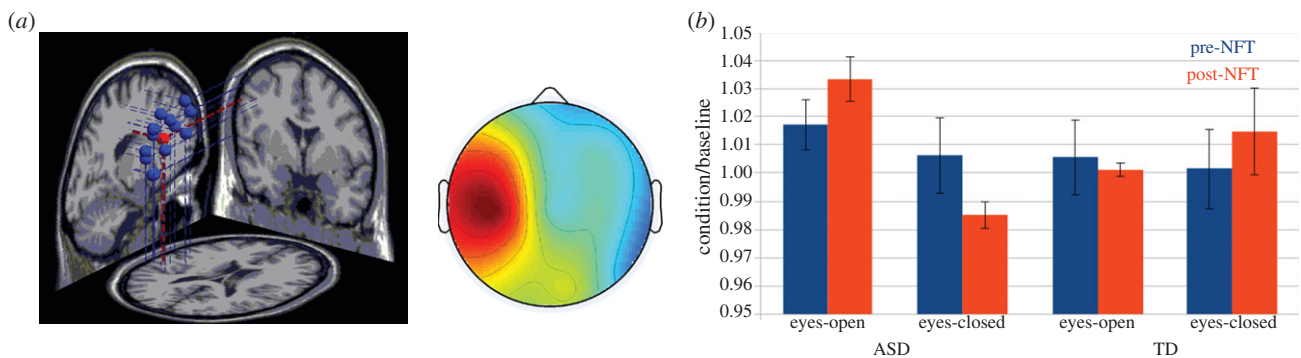 (a)
(b)
condition/baseline
1.05
1.04
1.03
1.02
1.01
1.00
0.99
0.98
0.97
0.96
0.95
pre-NFT
post-NFT
eyes-open
eyes-closed
eyes-open
eyes-closed
ASD
TD